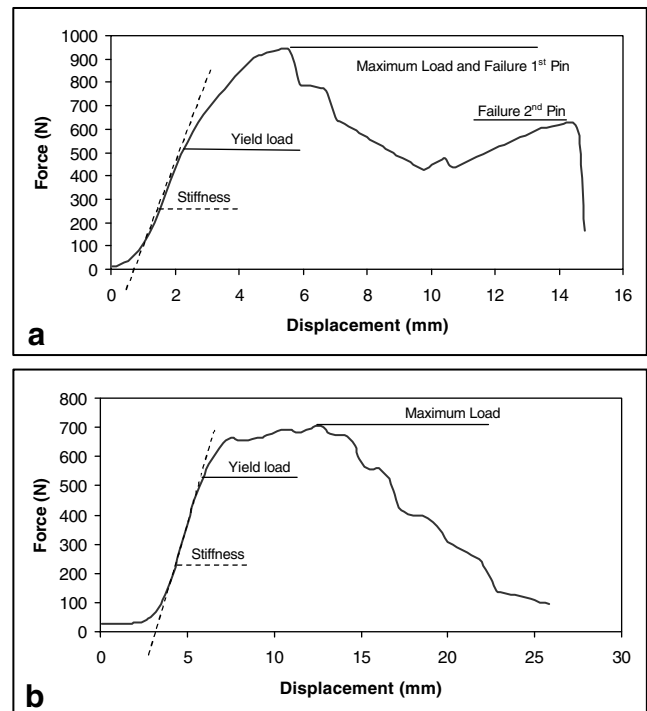 1000
900
800
700
600
500
400
300
200
100
0
Force (N)
Maximum Load and Failure 1st Pin
Failure 2nd Pin
Yield load
Stiffness
0 2 4 6 8 10 12 14 16
Displacement (mm)
a
800
700
600
500
400
300
200
100
0
Force (N)
Maximum Load
Yield load
Stiffness
0 5 10 15 20 25 30
Displacement (mm)
b